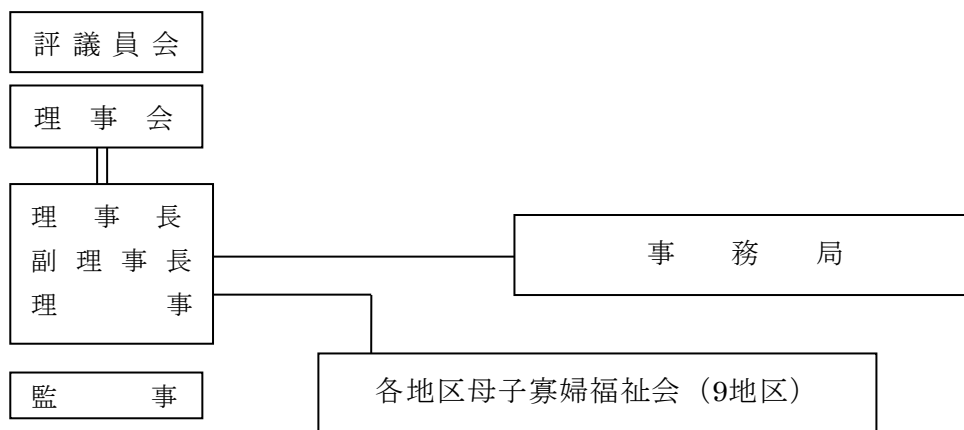 評議員会
理事会
理事長
副理事長
理事
事務局
監事
各地区母子寡婦福祉会（9地区）